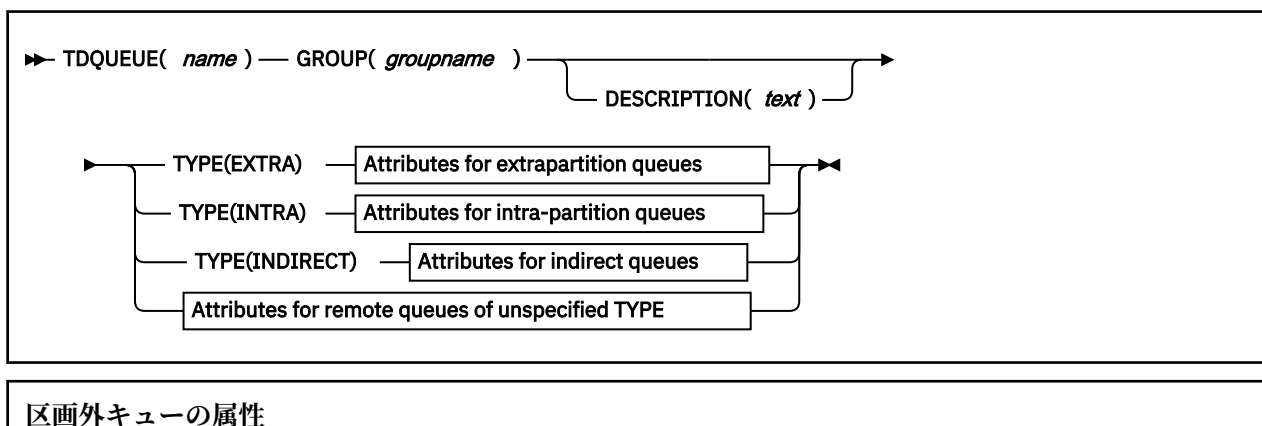 TDQUEUE( name ) GROUP( groupname )
DESCRIPTION( text )
TYPE(EXTRA) Attributes for extrapartition queues
TYPE(INTRA) Attributes for intra-partition queues
TYPE(INDIRECT) Attributes for indirect queues
Attributes for remote queues of unspecified TYPE
区画外キューの属性